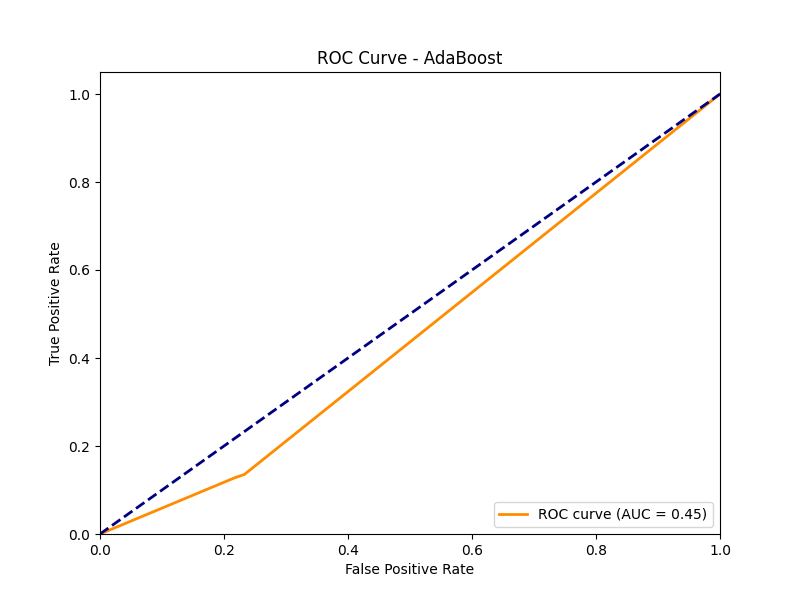 ROC Curve - AdaBoost
True Positive Rate
1.0
0.8
0.6
0.4
0.2
0.0
ROC curve (AUC = 0.45)
0.0 0.2 0.4 0.6 0.8 1.0
False Positive Rate